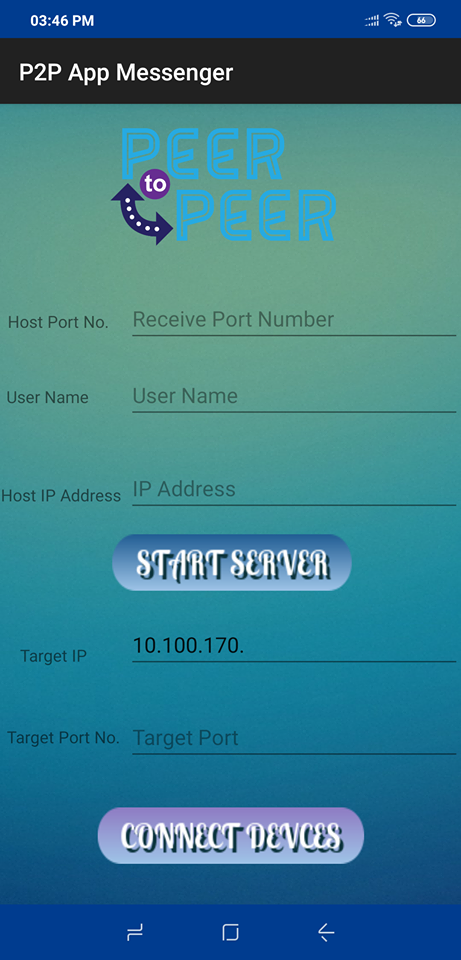 03:46 PM
66
P2P App Messenger
PEER
to
PEER
Host Port No.
Receive Port Number
User Name
User Name
Host IP Address
IP Address
START SERVER
Target IP
10.100.170.
Target Port No.
Target Port
CONNECT DEVCES